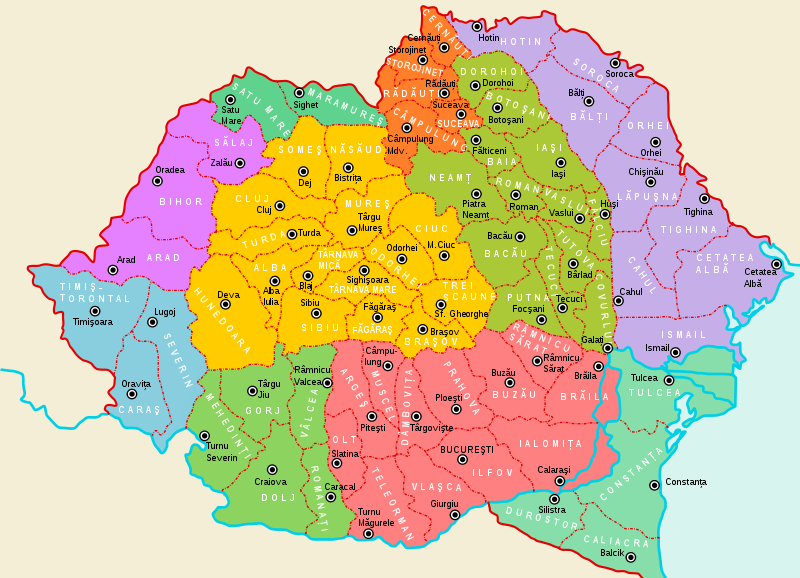 CERNĂUȚI
Cernăuți
Hotin
HOTIN
Storojinet
STOROJINEȚ
DOROHOI
SOROCA
Soroca
SATU MARE
Satu
Mare
MARAMUREȘ
Sighet
RĂDĂUȚI
Rădăuți
Dorohoi
Bălți
BĂLȚI
Suceava
SUCEAVA
BOTOȘANI
Botoșani
CÂMPULUNG
Câmpulung
Mdv.
ORHEI
Orhei
SĂLAJ
Zalău
SOMEȘ
Dej
NĂSĂUD
Bistrița
Fălticeni
BAIA
IAȘI
Iași
Oradea
BIHOR
NEAMȚ
Piatra
Neamț
ROMAN
Roman
VASLUI
Vaslui
FĂLCIU
Huși
Chișinău
LĂPUȘNA
Tighina
TIGHINA
CLUJ
Cluj
MUREȘ
Târgu
Mureș
CIUC
M.Ciuc
TURDA
Turda
Odorhei
ODORHEI
Bacău
BACĂU
TUTOVA
Bârlad
CAHUL
Cahul
CETATEA
ALBĂ
Cetatea
Albă
ARAD
Arad
ALBA
Alba
Iulia
TÂRNAVA
MICĂ
Blaj
Sighișoara
TÂRNAVA MARE
TREI
SCAUNE
Sf. Gheorghe
TECUCI
Tecuci
PUTNA
Focșani
COVURLUI
Galați
TIMIȘ-
TORONTAL
Timișoara
Lugoj
SEVERIN
HUNEDOARA
Deva
Sibiu
SIBIU
Făgăraș
FĂGĂRAȘ
Brașov
BRAȘOV
ISMAIL
Ismail
Oravița
CARAȘ
Râmnicu
Valcea
VÂLCEA
Câmpu-
lung
MUSCEL
RÂMNICU
SĂRAT
Râmnicu
Sărat
Buzău
BUZĂU
Brăila
BRĂILA
Tulcea
TULCEA
MEHEDINȚI
Turnu
Severin
Târgu
Jiu
GORJ
ARGEȘ
Pitești
DÂMBOVIȚA
Târgoviște
PRAHOVA
Ploești
OLT
Slatina
BUCUREȘTI
ILFOV
IALOMIȚA
Călarași
CONSTANȚA
Constanța
Craiova
DOLJ
ROMANAȚI
Caracal
TELEORMAN
Turnu
Măgurele
VLAȘCA
Giurgiu
Silistra
DUROSTOR
CALIACRA
Balcik